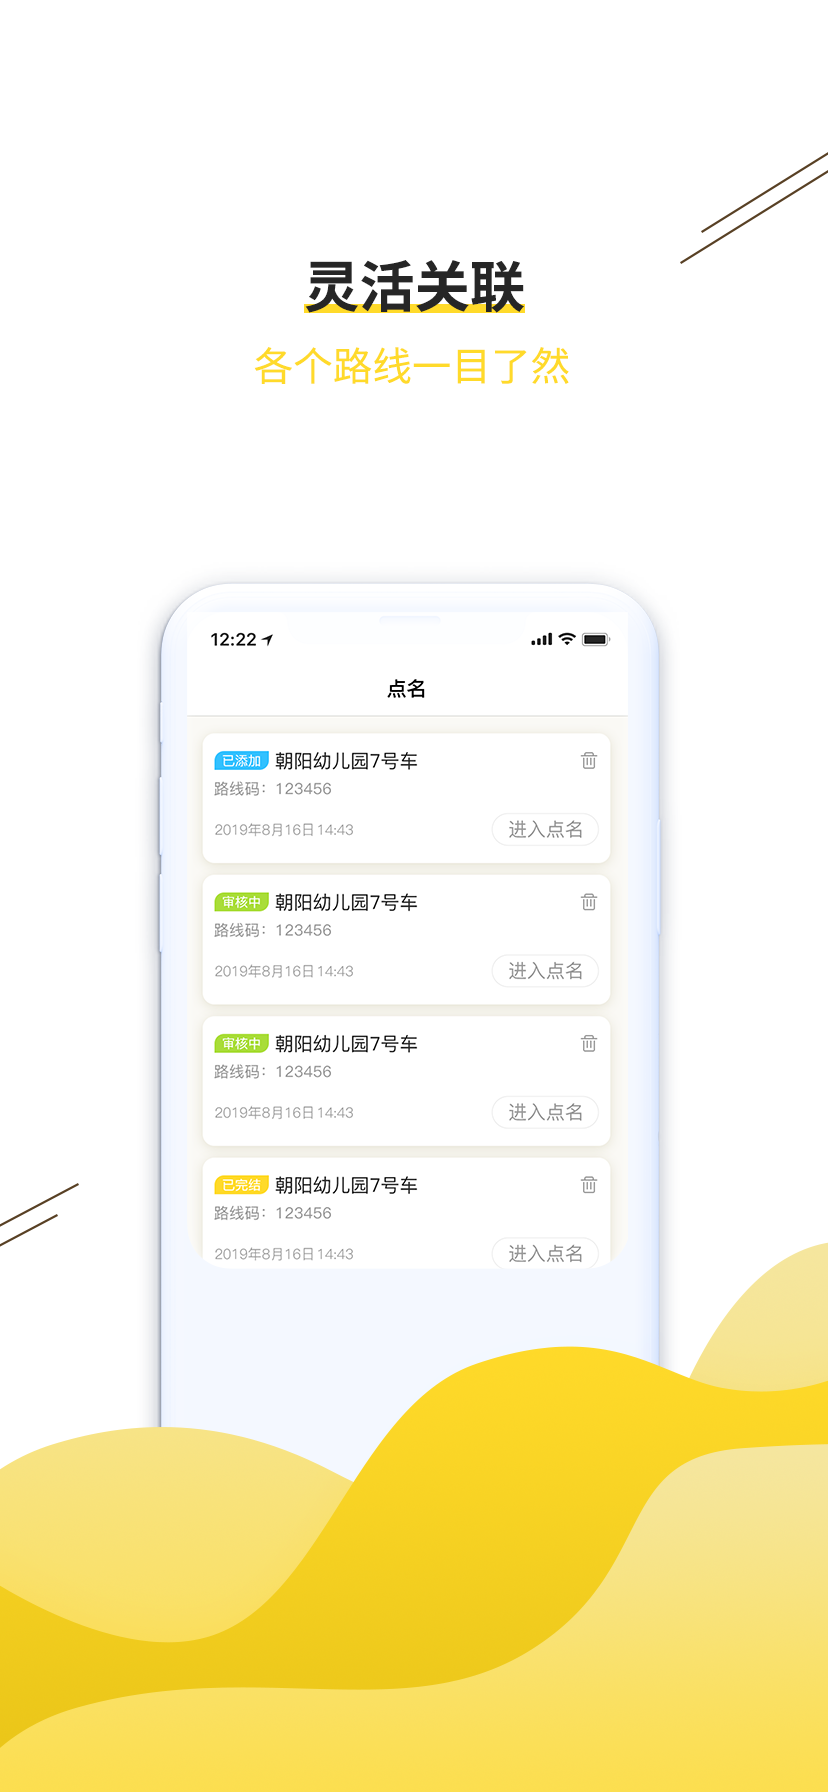 灵活关联
各个路线一目了然
12:22
点名
已添加 朝阳幼儿园7号车
路线码：123456
2019年8月16日 14:43 进入点名
审核中 朝阳幼儿园7号车
路线码：123456
2019年8月16日 14:43 进入点名
审核中 朝阳幼儿园7号车
路线码：123456
2019年8月16日 14:43 进入点名
已完结 朝阳幼儿园7号车
路线码：123456
2019年8月16日 14:43 进入点名